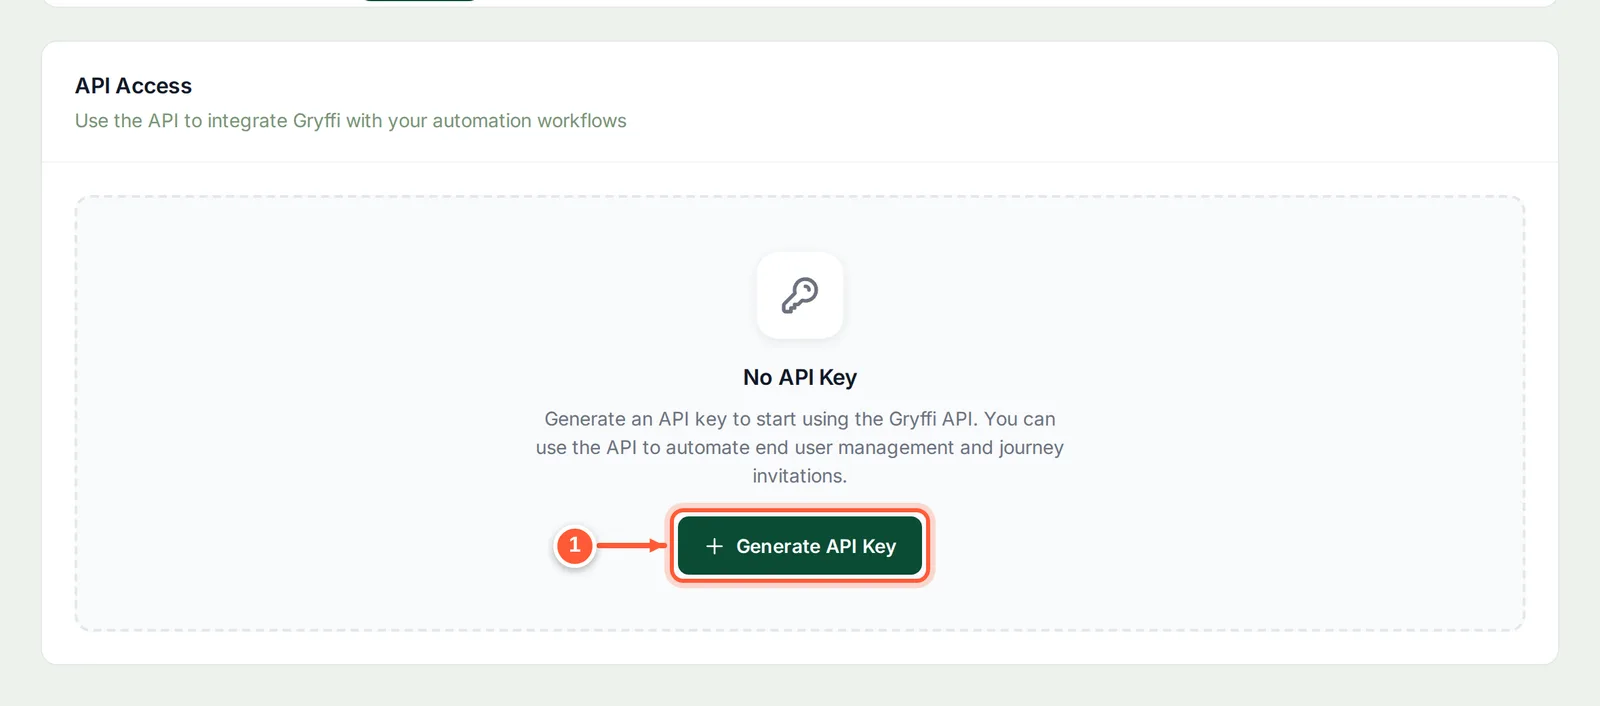 API Access
Use the API to integrate Gryffi with your automation workflows
No API Key
Generate an API key to start using the Gryffi API. You can
use the API to automate end user management and journey
invitations.
1
Generate API Key